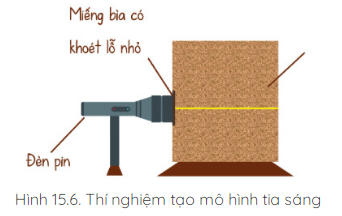 Miếng bìa có
khoét lỗ nhỏ
Đèn pin
Hình 15.6. Thí nghiệm tạo mô hình tia sáng